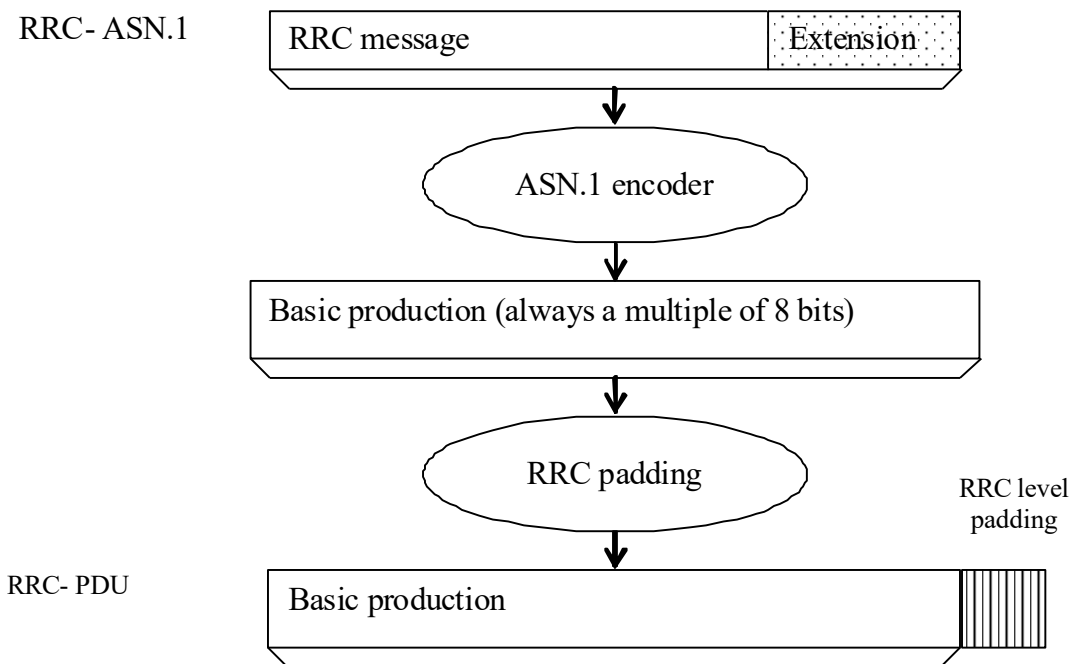 RRC- ASN.1
RRC message
Extension
ASN.1 encoder
Basic production (always a multiple of 8 bits)
RRC padding
RRC level
padding
RRC- PDU
Basic production